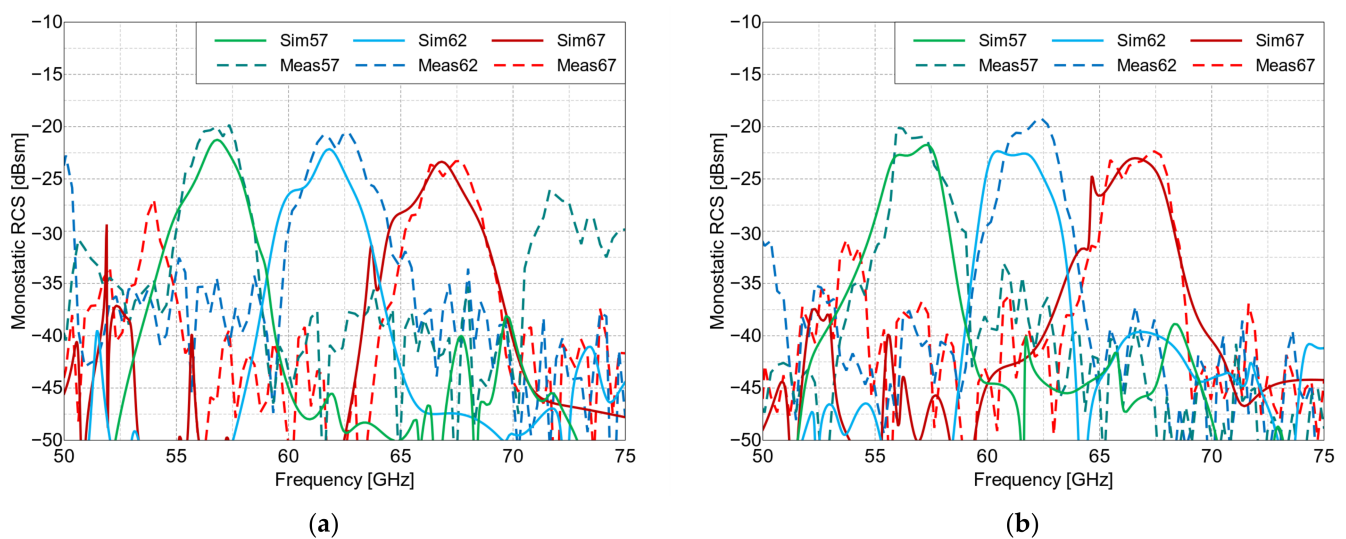 −10
−15
−20
−25
−30
−35
−40
−45
−50
Monostatic RCS [dBsm]
Sim57 Sim62 Sim67
Meas57 Meas62 Meas67
50 55 60 65 70 75
Frequency [GHz]
(a)
−10
−15
−20
−25
−30
−35
−40
−45
−50
Monostatic RCS [dBsm]
Sim57 Sim62 Sim67
Meas57 Meas62 Meas67
50 55 60 65 70 75
Frequency [GHz]
(b)